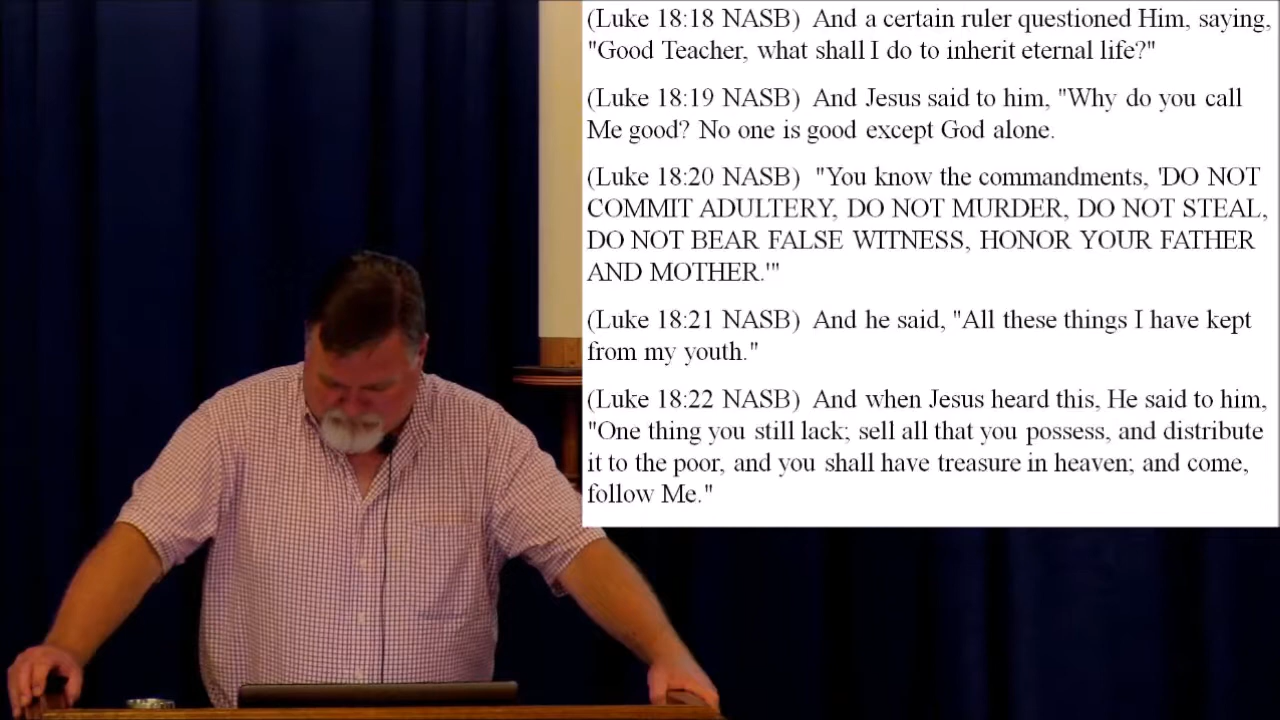 (Luke 18:18 NASB) And a certain ruler questioned Him, saying,
"Good Teacher, what shall I do to inherit eternal life?"
(Luke 18:19 NASB) And Jesus said to him, "Why do you call
Me good? No one is good except God alone.
(Luke 18:20 NASB) "You know the commandments, 'DO NOT
COMMIT ADULTERY, DO NOT MURDER, DO NOT STEAL,
DO NOT BEAR FALSE WITNESS, HONOR YOUR FATHER
AND MOTHER.'"
(Luke 18:21 NASB) And he said, "All these things I have kept
from my youth."
(Luke 18:22 NASB) And when Jesus heard this, He said to him,
"One thing you still lack; sell all that you possess, and distribute
it to the poor, and you shall have treasure in heaven; and come,
follow Me."